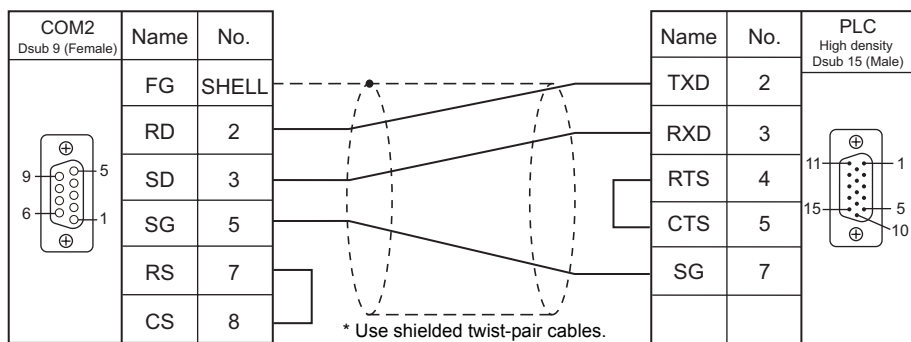 COM2
Dsub 9 (Female)
Name No.
FG SHELL
RD 2
SD 3
SG 5
RS 7
CS 8
9
5
6
1
* Use shielded twist-pair cables.
Name No.
TXD 2
RXD 3
RTS 4
CTS 5
SG 7
PLC
High density
Dsub 15 (Male)
11
1
15
5
10